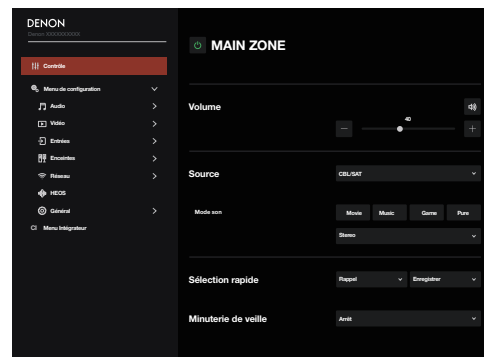 DENON
Denon XXXXXXXXXX
Contrôle
Menu de configuration
Audio
Vidéo
Entrées
Enceintes
Réseau
HEOS
Général
CI Menu Intégrateur
MAIN ZONE
Volume
40
Source
CBL/SAT
Mode son
Movie Music Game Pure
Stereo
Sélection rapide
Rappel Enregistrer
Minuterie de veille
Arrêt